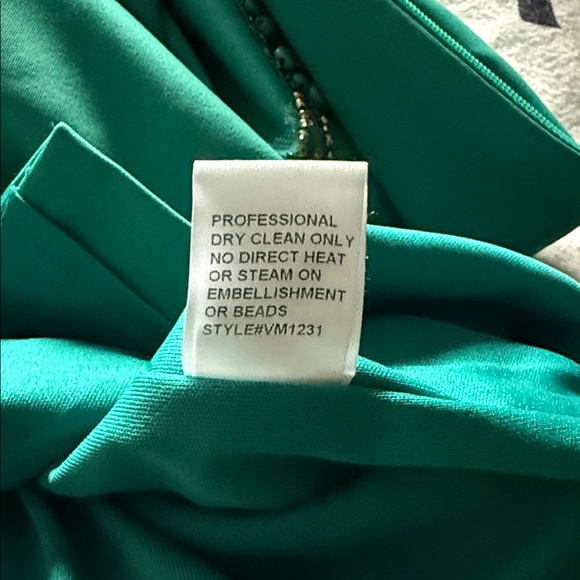 PROFESSIONAL
DRY CLEAN ONLY
NO DIRECT HEAT
OR STEAM ON
EMBELLISHMENT
OR BEADS
STYLE#VM1231